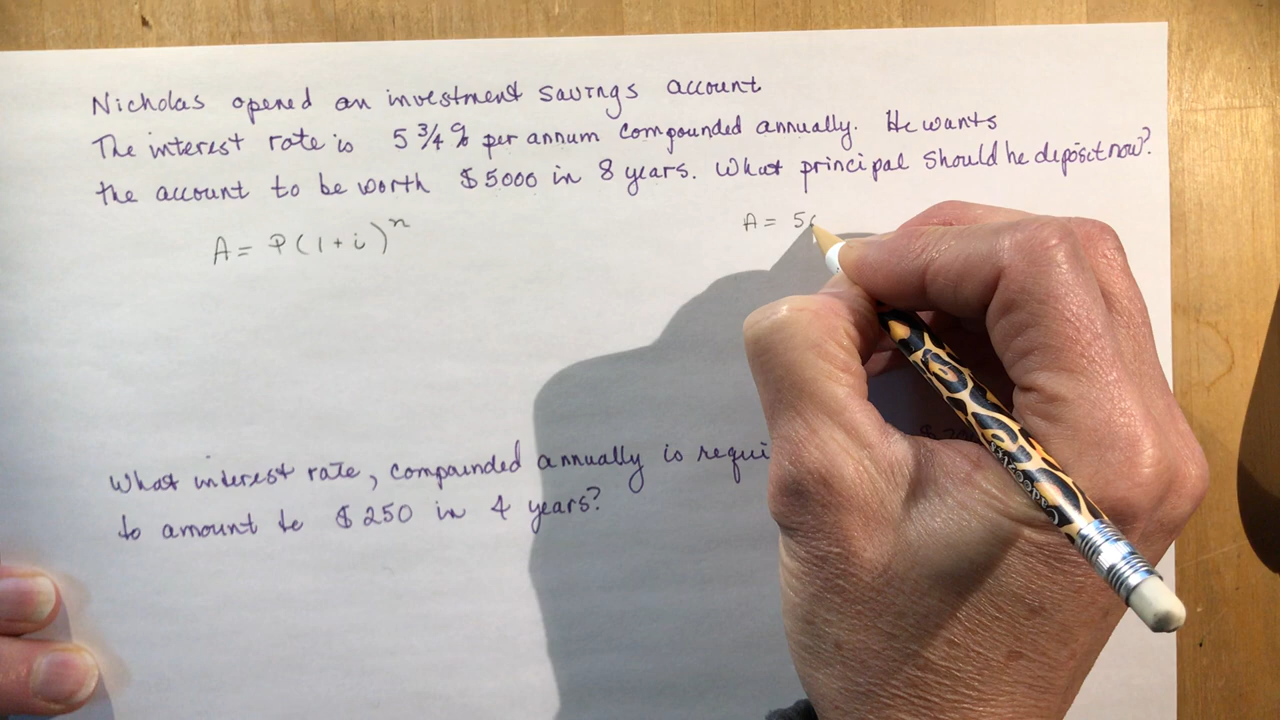 Nicholas opened an investment savings account
The interest rate is 5 3/4 % per annum compounded annually. He wants
the account to be worth $5000 in 8 years. What principal should he deposit now?
A = P(1+i)^n
A = 50
What interest rate, compounded annually is requi
to amount to $250 in 4 years?